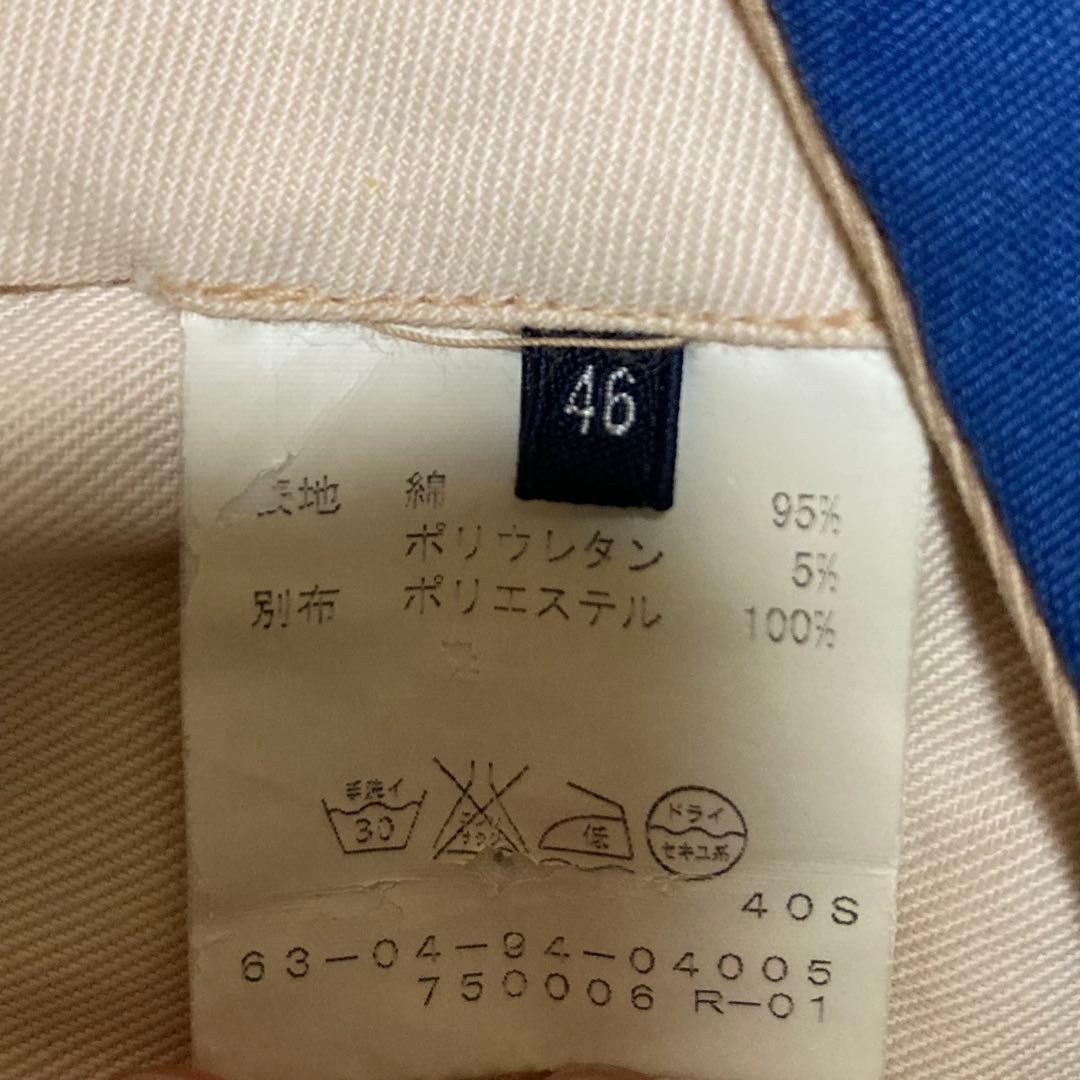 46
表地 綿 95%
ポリウレタン 5%
別布 ポリエステル 100%
手洗イ
30
低
ドライ
セキユ系
40S
63-04-94-04005
750006 R-01